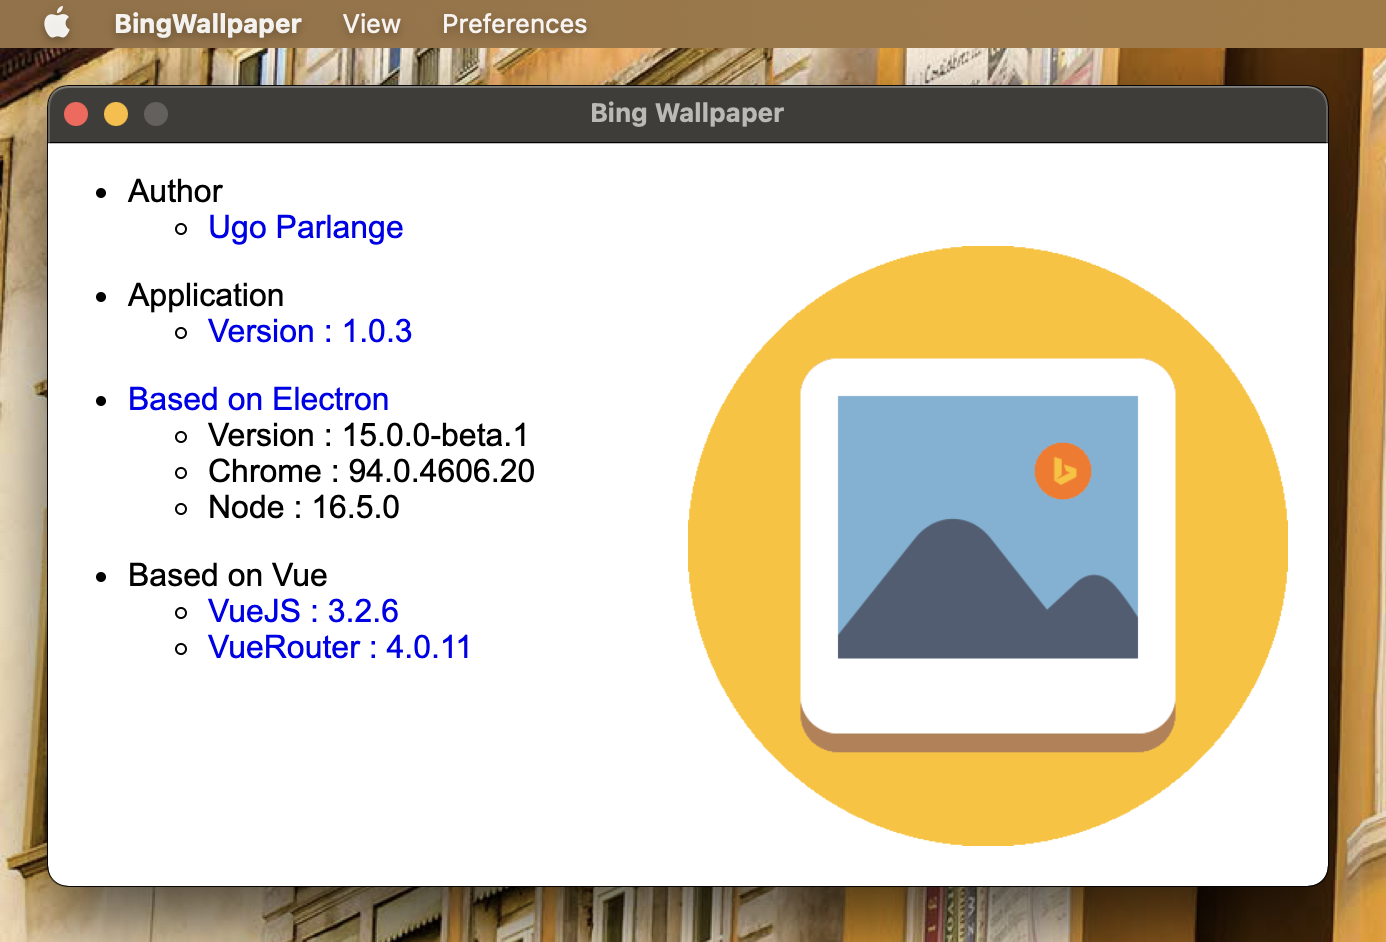 BingWallpaper View Preferences
Bing Wallpaper
Author
Ugo Parlange
Application
Version : 1.0.3
Based on Electron
Version : 15.0.0-beta.1
Chrome : 94.0.4606.20
Node : 16.5.0
Based on Vue
VueJS : 3.2.6
VueRouter : 4.0.11